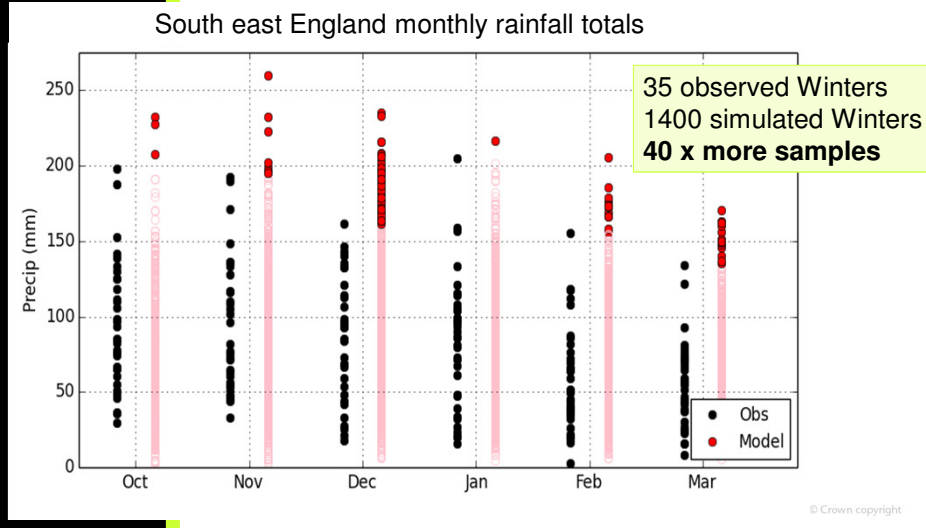 South east England monthly rainfall totals
35 observed Winters
1400 simulated Winters
40 x more samples
Precip (mm)
250
200
150
100
50
0
Oct
Nov
Dec
Jan
Feb
Mar
Obs
Model
© Crown copyright